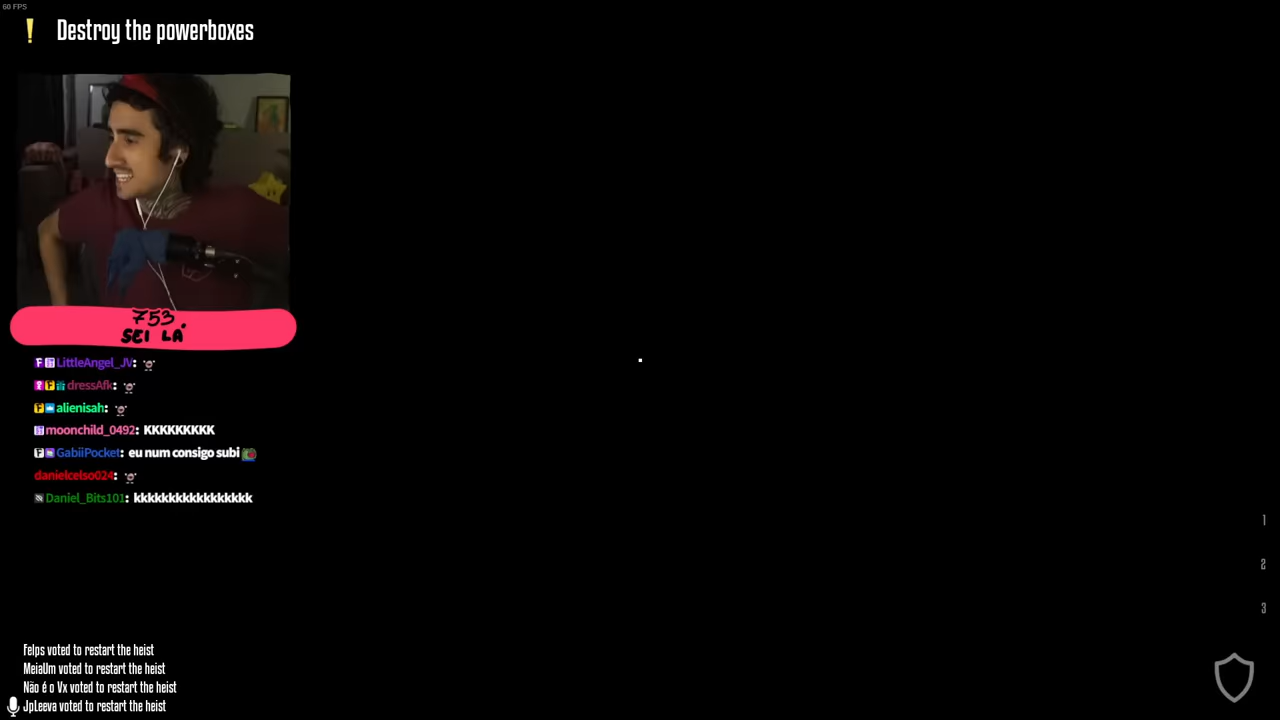 60 FPS
! Destroy the powerboxes
753
SEI LÁ
LittleAngel_JV:
dressAfk:
alienisah:
moonchild_0492: KKKKKKKKK
GabiiPocket: eu num consigo subi
danielcelso024:
Daniel_Bits101: kkkkkkkkkkkkkkkkk
1
2
3
Felps voted to restart the heist
MeiaUm voted to restart the heist
Não é o Vx voted to restart the heist
JpLeeva voted to restart the heist